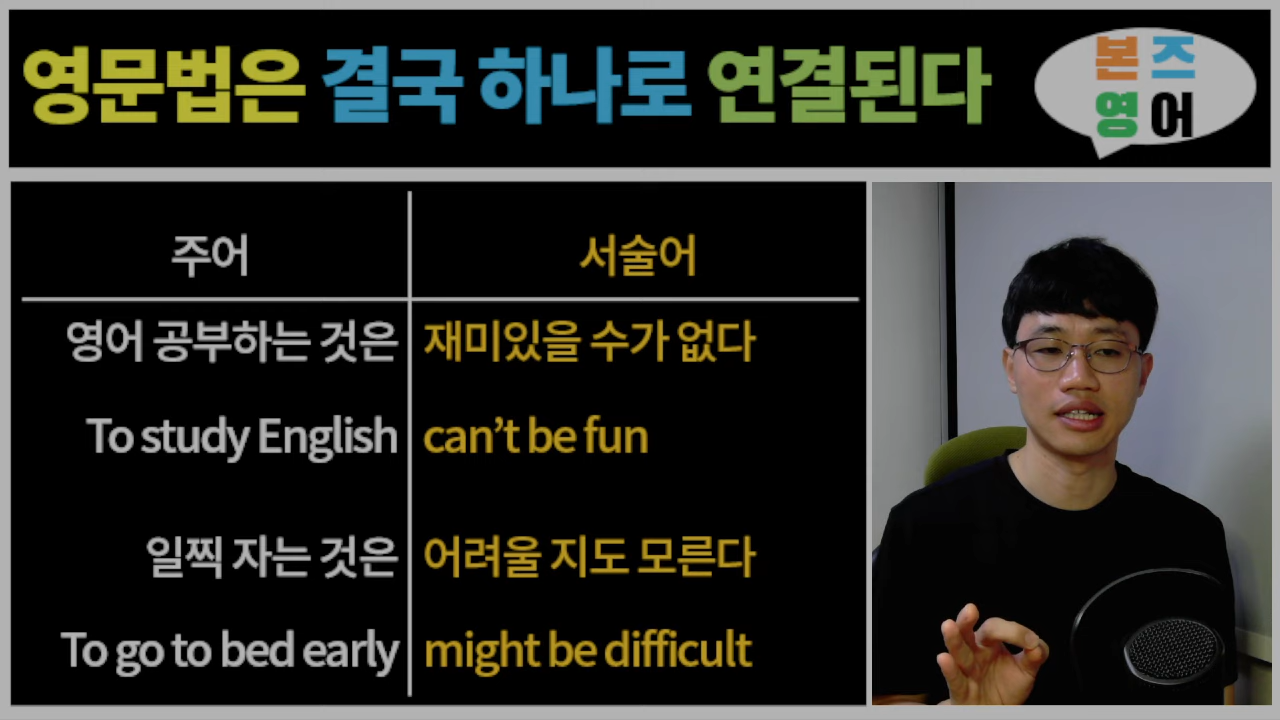 영문법은 결국 하나로 연결된다
본즈
영어
주어 서술어
영어 공부하는 것은 재미있을 수가 없다
To study English can't be fun
일찍 자는 것은 어려울 지도 모른다
To go to bed early might be difficult